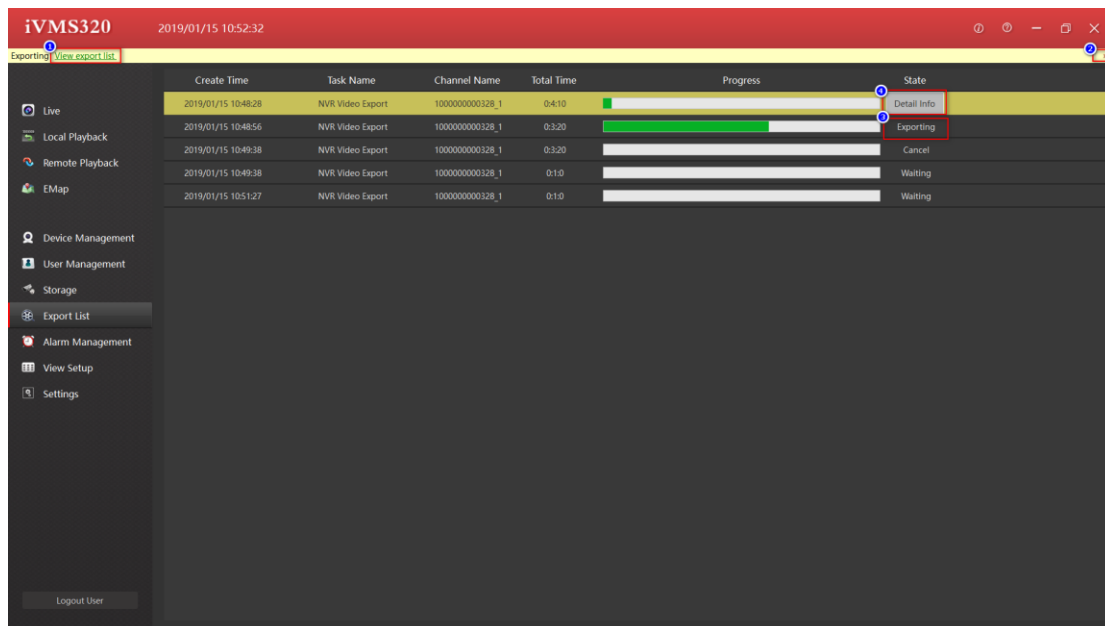 iVMS320 2019/01/15 10:52:32
1
2
Exporting View export list
Create Time Task Name Channel Name Total Time Progress State
4
2019/01/15 10:48:28 NVR Video Export 1000000000328_1 0:4:10 Detail Info
3
2019/01/15 10:48:56 NVR Video Export 1000000000328_1 0:3:20 Exporting
2019/01/15 10:49:38 NVR Video Export 1000000000328_1 0:3:20 Cancel
2019/01/15 10:49:38 NVR Video Export 1000000000328_1 0:1:0 Waiting
2019/01/15 10:51:27 NVR Video Export 1000000000328_1 0:1:0 Waiting
Live
Local Playback
Remote Playback
EMap
Device Management
User Management
Storage
Export List
Alarm Management
View Setup
Settings
Logout User